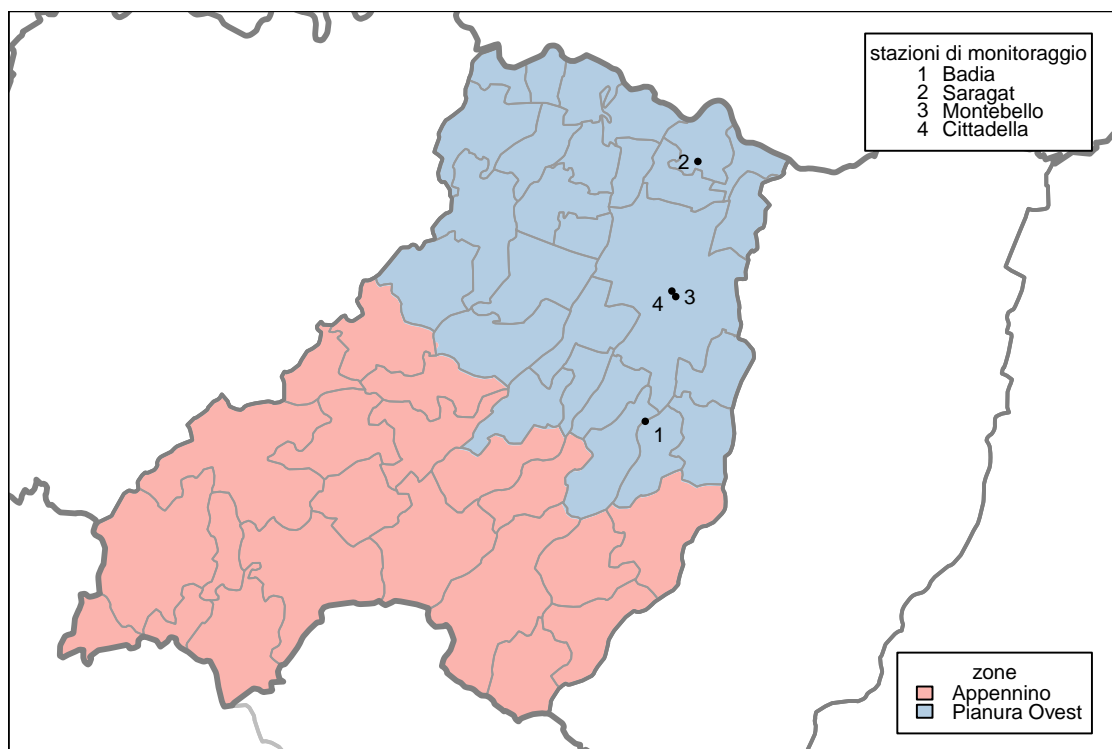 stazioni di monitoraggio
1 Badia
2 Saragat
3 Montebello
4 Cittadella
2
4 3
1
zone
Appennino
Pianura Ovest